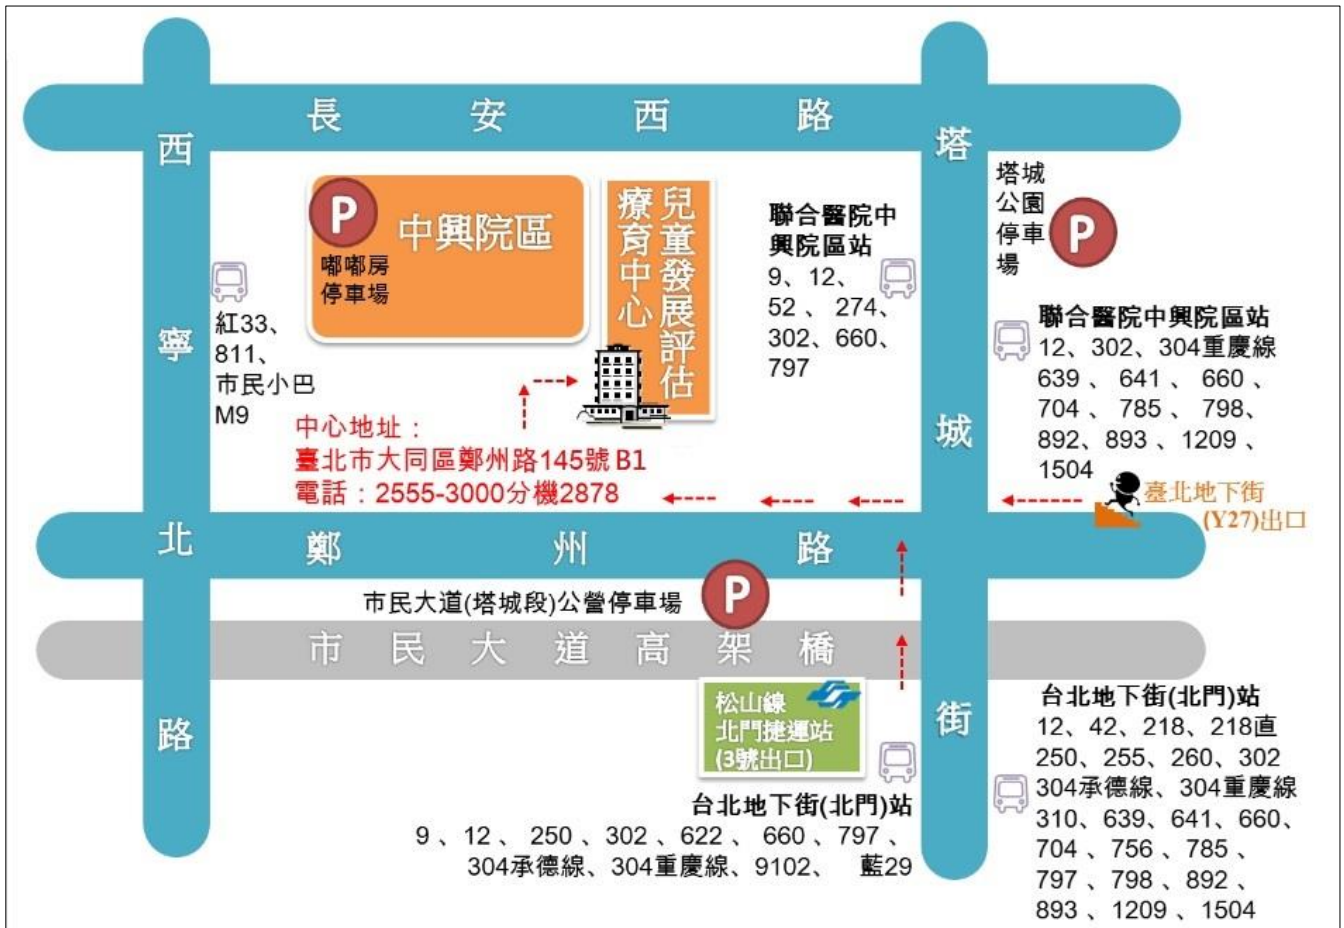 長安西路
西寧北路
塔城街
中興院區
嘟嘟房
停車場
兒童發展評估
療育中心
聯合醫院中
興院區站
9、12、
52 、 274、
302、660、
797
塔城
公園
停車
場
紅33、
811、
市民小巴
M9
聯合醫院中興院區站
12、302、304重慶線
639 、 641 、 660 、
704 、 785 、 798、
892、893 、1209 、
1504
中心地址：
臺北市大同區鄭州路145號 B1
電話：2555-3000分機2878
臺北地下街
(Y27)出口
鄭州路
市民大道(塔城段)公營停車場
市民大道高架橋
松山線
北門捷運站
(3號出口)
台北地下街(北門)站
9 、 12 、 250 、 302 、 622 、 660 、 797 、
304承德線、304重慶線、9102、 藍29
台北地下街(北門)站
12、42、218、218直
250、255、260、302
304承德線、304重慶線
310、639、641、660、
704 、 756 、 785 、
797 、 798 、 892 、
893 、1209 、1504
P
P
P